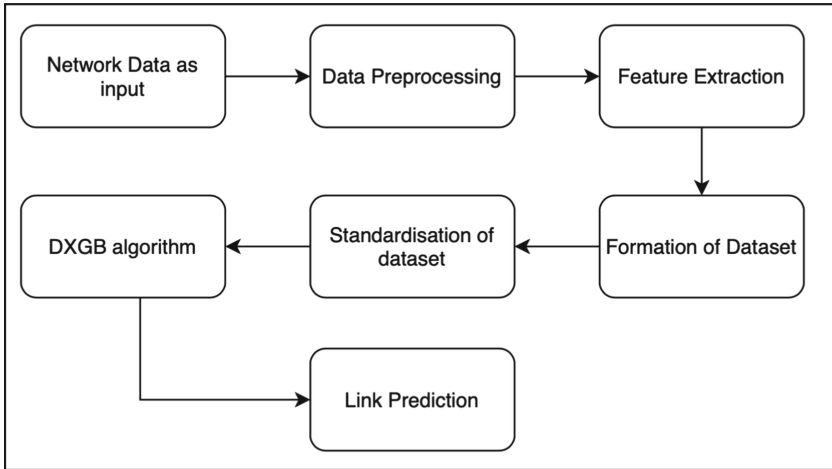 Network Data as
input
Data Preprocessing
Feature Extraction
Formation of Dataset
Standardisation of
dataset
DXGB algorithm
Link Prediction